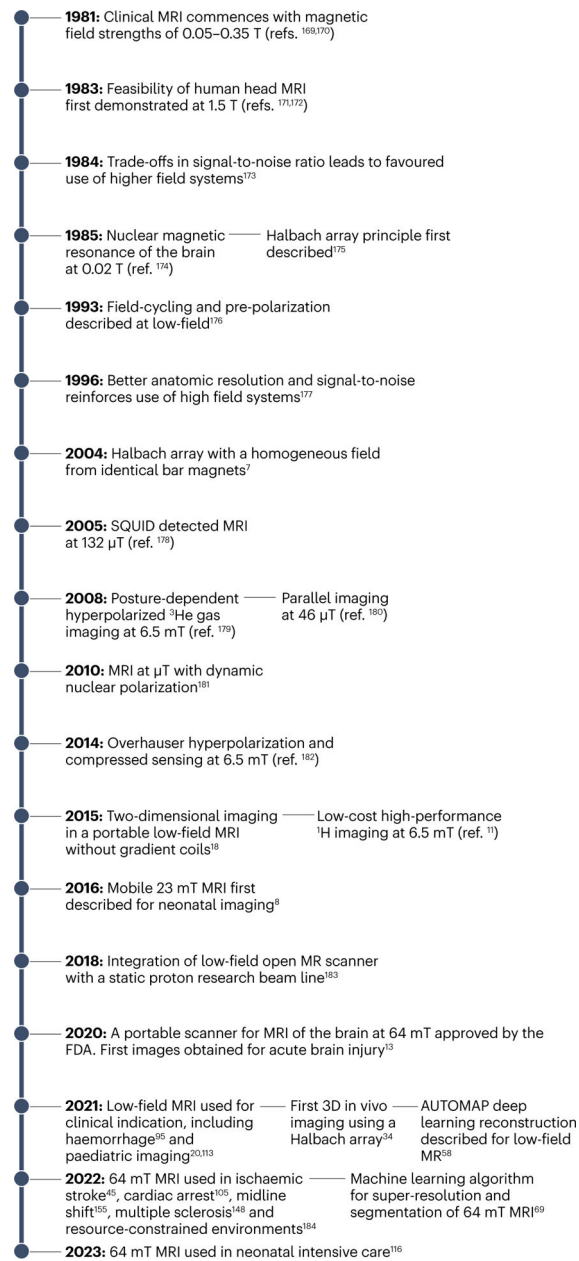 1981: Clinical MRI commences with magnetic
field strengths of 0.05–0.35 T (refs. 169,170)
1983: Feasibility of human head MRI
first demonstrated at 1.5 T (refs. 171,172)
1984: Trade-offs in signal-to-noise ratio leads to favoured
use of higher field systems173
1985: Nuclear magnetic
resonance of the brain
at 0.02 T (ref. 174)
Halbach array principle first
described175
1993: Field-cycling and pre-polarization
described at low-field176
1996: Better anatomic resolution and signal-to-noise
reinforces use of high field systems177
2004: Halbach array with a homogeneous field
from identical bar magnets7
2005: SQUID detected MRI
at 132 µT (ref. 178)
2008: Posture-dependent
hyperpolarized 3He gas
imaging at 6.5 mT (ref. 179)
Parallel imaging
at 46 µT (ref. 180)
2010: MRI at µT with dynamic
nuclear polarization181
2014: Overhauser hyperpolarization and
compressed sensing at 6.5 mT (ref. 182)
2015: Two-dimensional imaging
in a portable low-field MRI
without gradient coils18
Low-cost high-performance
1H imaging at 6.5 mT (ref. 11)
2016: Mobile 23 mT MRI first
described for neonatal imaging8
2018: Integration of low-field open MR scanner
with a static proton research beam line183
2020: A portable scanner for MRI of the brain at 64 mT approved by the
FDA. First images obtained for acute brain injury13
2021: Low-field MRI used for
clinical indication, including
haemorrhage95 and
paediatric imaging20,113
First 3D in vivo
imaging using a
Halbach array34
AUTOMAP deep
learning reconstruction
described for low-field
MR58
2022: 64 mT MRI used in ischaemic
stroke45, cardiac arrest105, midline
shift155, multiple sclerosis148 and
resource-constrained environments184
Machine learning algorithm
for super-resolution and
segmentation of 64 mT MRI69
2023: 64 mT MRI used in neonatal intensive care116